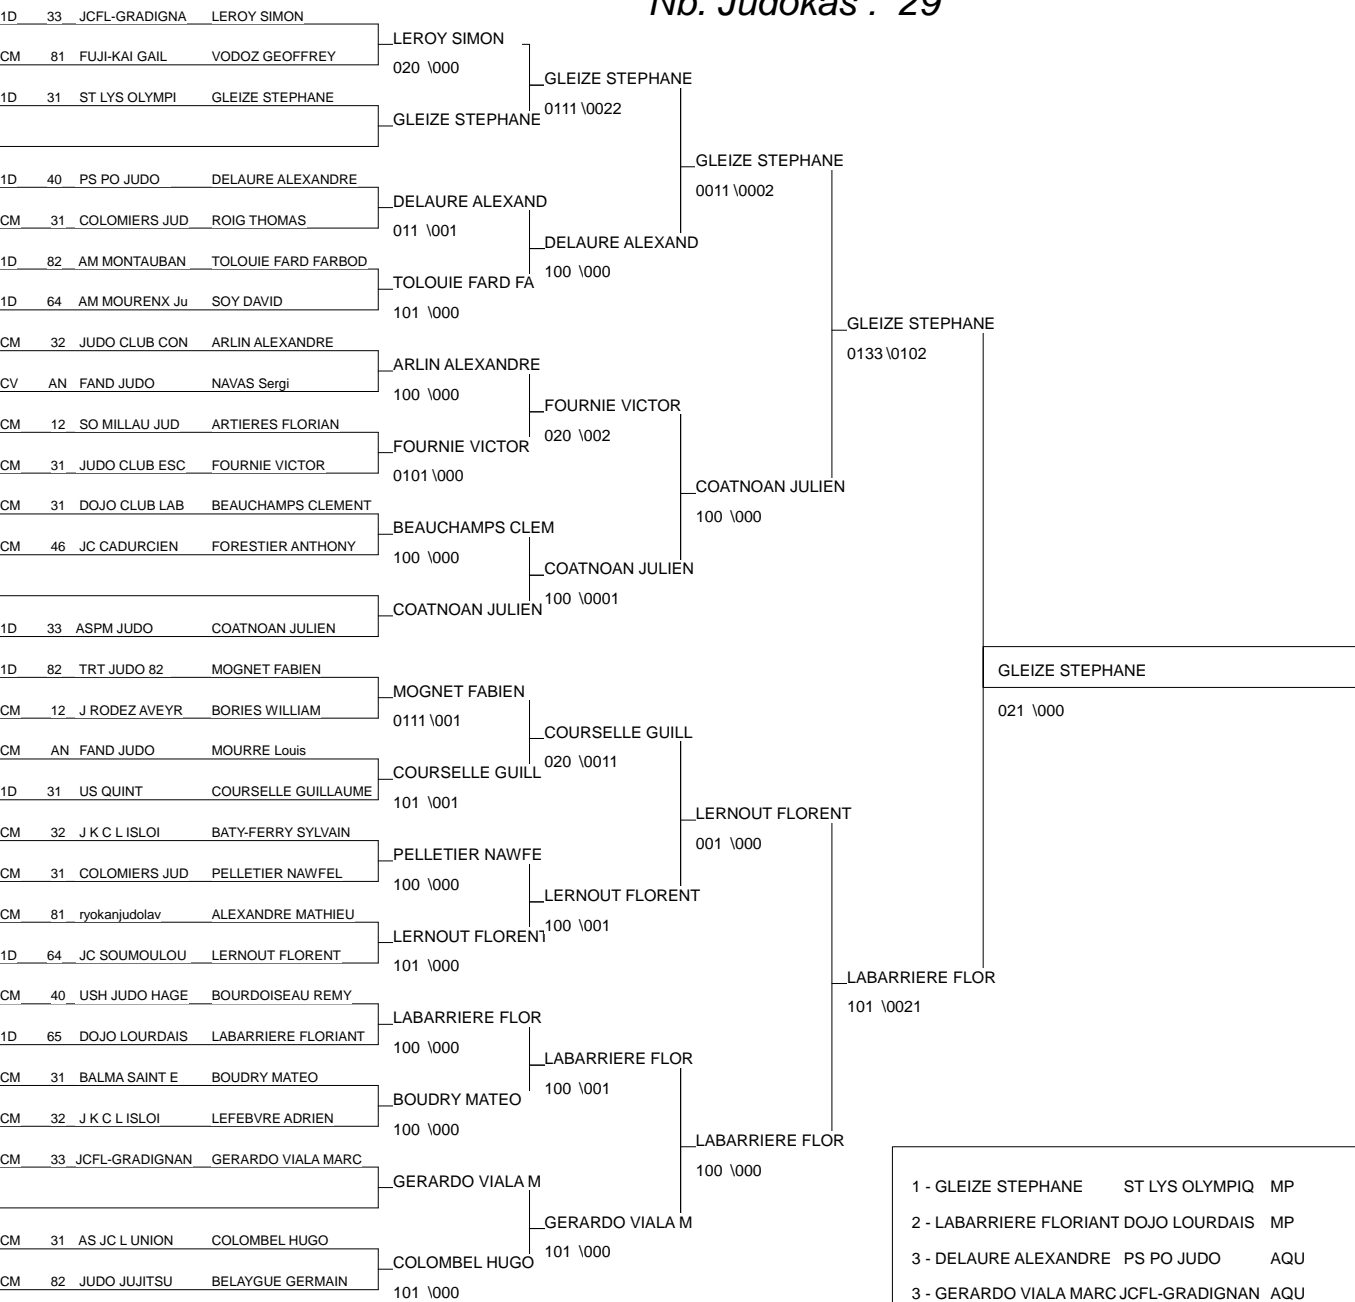 Nb. Judokas : 29
1D 33 JCFL-GRADIGNA LEROY SIMON
CM 81 FUJI-KAI GAIL VODOZ GEOFFREY
1D 31 ST LYS OLYMPI GLEIZE STEPHANE
1D 40 PS PO JUDO DELAURE ALEXANDRE
CM 31 COLOMIERS JUD ROIG THOMAS
1D 82 AM MONTAUBAN TOLOUIE FARD FARBOD
1D 64 AM MOURENX Ju SOY DAVID
CM 32 JUDO CLUB CON ARLIN ALEXANDRE
CV AN FAND JUDO NAVAS Sergi
CM 12 SO MILLAU JUD ARTIERES FLORIAN
CM 31 JUDO CLUB ESC FOURNIE VICTOR
CM 31 DOJO CLUB LAB BEAUCHAMPS CLEMENT
CM 46 JC CADURCIEN FORESTIER ANTHONY
1D 33 ASPM JUDO COATNOAN JULIEN
1D 82 TRT JUDO 82 MOGNET FABIEN
CM 12 J RODEZ AVEYR BORIES WILLIAM
CM AN FAND JUDO MOURRE Louis
1D 31 US QUINT COURSELLE GUILLAUME
CM 32 J K C L ISLOI BATY-FERRY SYLVAIN
CM 31 COLOMIERS JUD PELLETIER NAWFEL
CM 81 ryokanjudolav ALEXANDRE MATHIEU
1D 64 JC SOUMOULOU LERNOUT FLORENT
CM 40 USH JUDO HAGE BOURDOISEAU REMY
1D 65 DOJO LOURDAIS LABARRIERE FLORIANT
CM 31 BALMA SAINT E BOUDRY MATEO
CM 32 J K C L ISLOI LEFEBVRE ADRIEN
CM 33 JCFL-GRADIGNAN GERARDO VIALA MARC
CM 31 AS JC L UNION COLOMBEL HUGO
CM 82 JUDO JUJITSU BELAYGUE GERMAIN
LEROY SIMON
020 \000
GLEIZE STEPHANE
DELAURE ALEXAND
011 \001
TOLOUIE FARD FA
101 \000
ARLIN ALEXANDRE
100 \000
FOURNIE VICTOR
0101 \000
BEAUCHAMPS CLEM
100 \000
COATNOAN JULIEN
MOGNET FABIEN
0111 \001
COURSELLE GUILL
101 \001
PELLETIER NAWFE
100 \000
LERNOUT FLORENT
101 \000
LABARRIERE FLOR
100 \000
BOUDRY MATEO
100 \000
GERARDO VIALA M
COLOMBEL HUGO
101 \000
GLEIZE STEPHANE
0111 \0022
DELAURE ALEXAND
100 \000
FOURNIE VICTOR
020 \002
COATNOAN JULIEN
100 \0001
COURSELLE GUILL
020 \0011
LERNOUT FLORENT
100 \001
LABARRIERE FLOR
100 \001
GERARDO VIALA M
101 \000
GLEIZE STEPHANE
0011 \0002
COATNOAN JULIEN
100 \000
LERNOUT FLORENT
001 \000
LABARRIERE FLOR
100 \000
GLEIZE STEPHANE
0133 \0102
LABARRIERE FLOR
101 \0021
GLEIZE STEPHANE
021 \000
1 - GLEIZE STEPHANE ST LYS OLYMPIQ MP
2 - LABARRIERE FLORIANT DOJO LOURDAIS MP
3 - DELAURE ALEXANDRE PS PO JUDO AQU
3 - GERARDO VIALA MARC JCFL-GRADIGNAN AQU